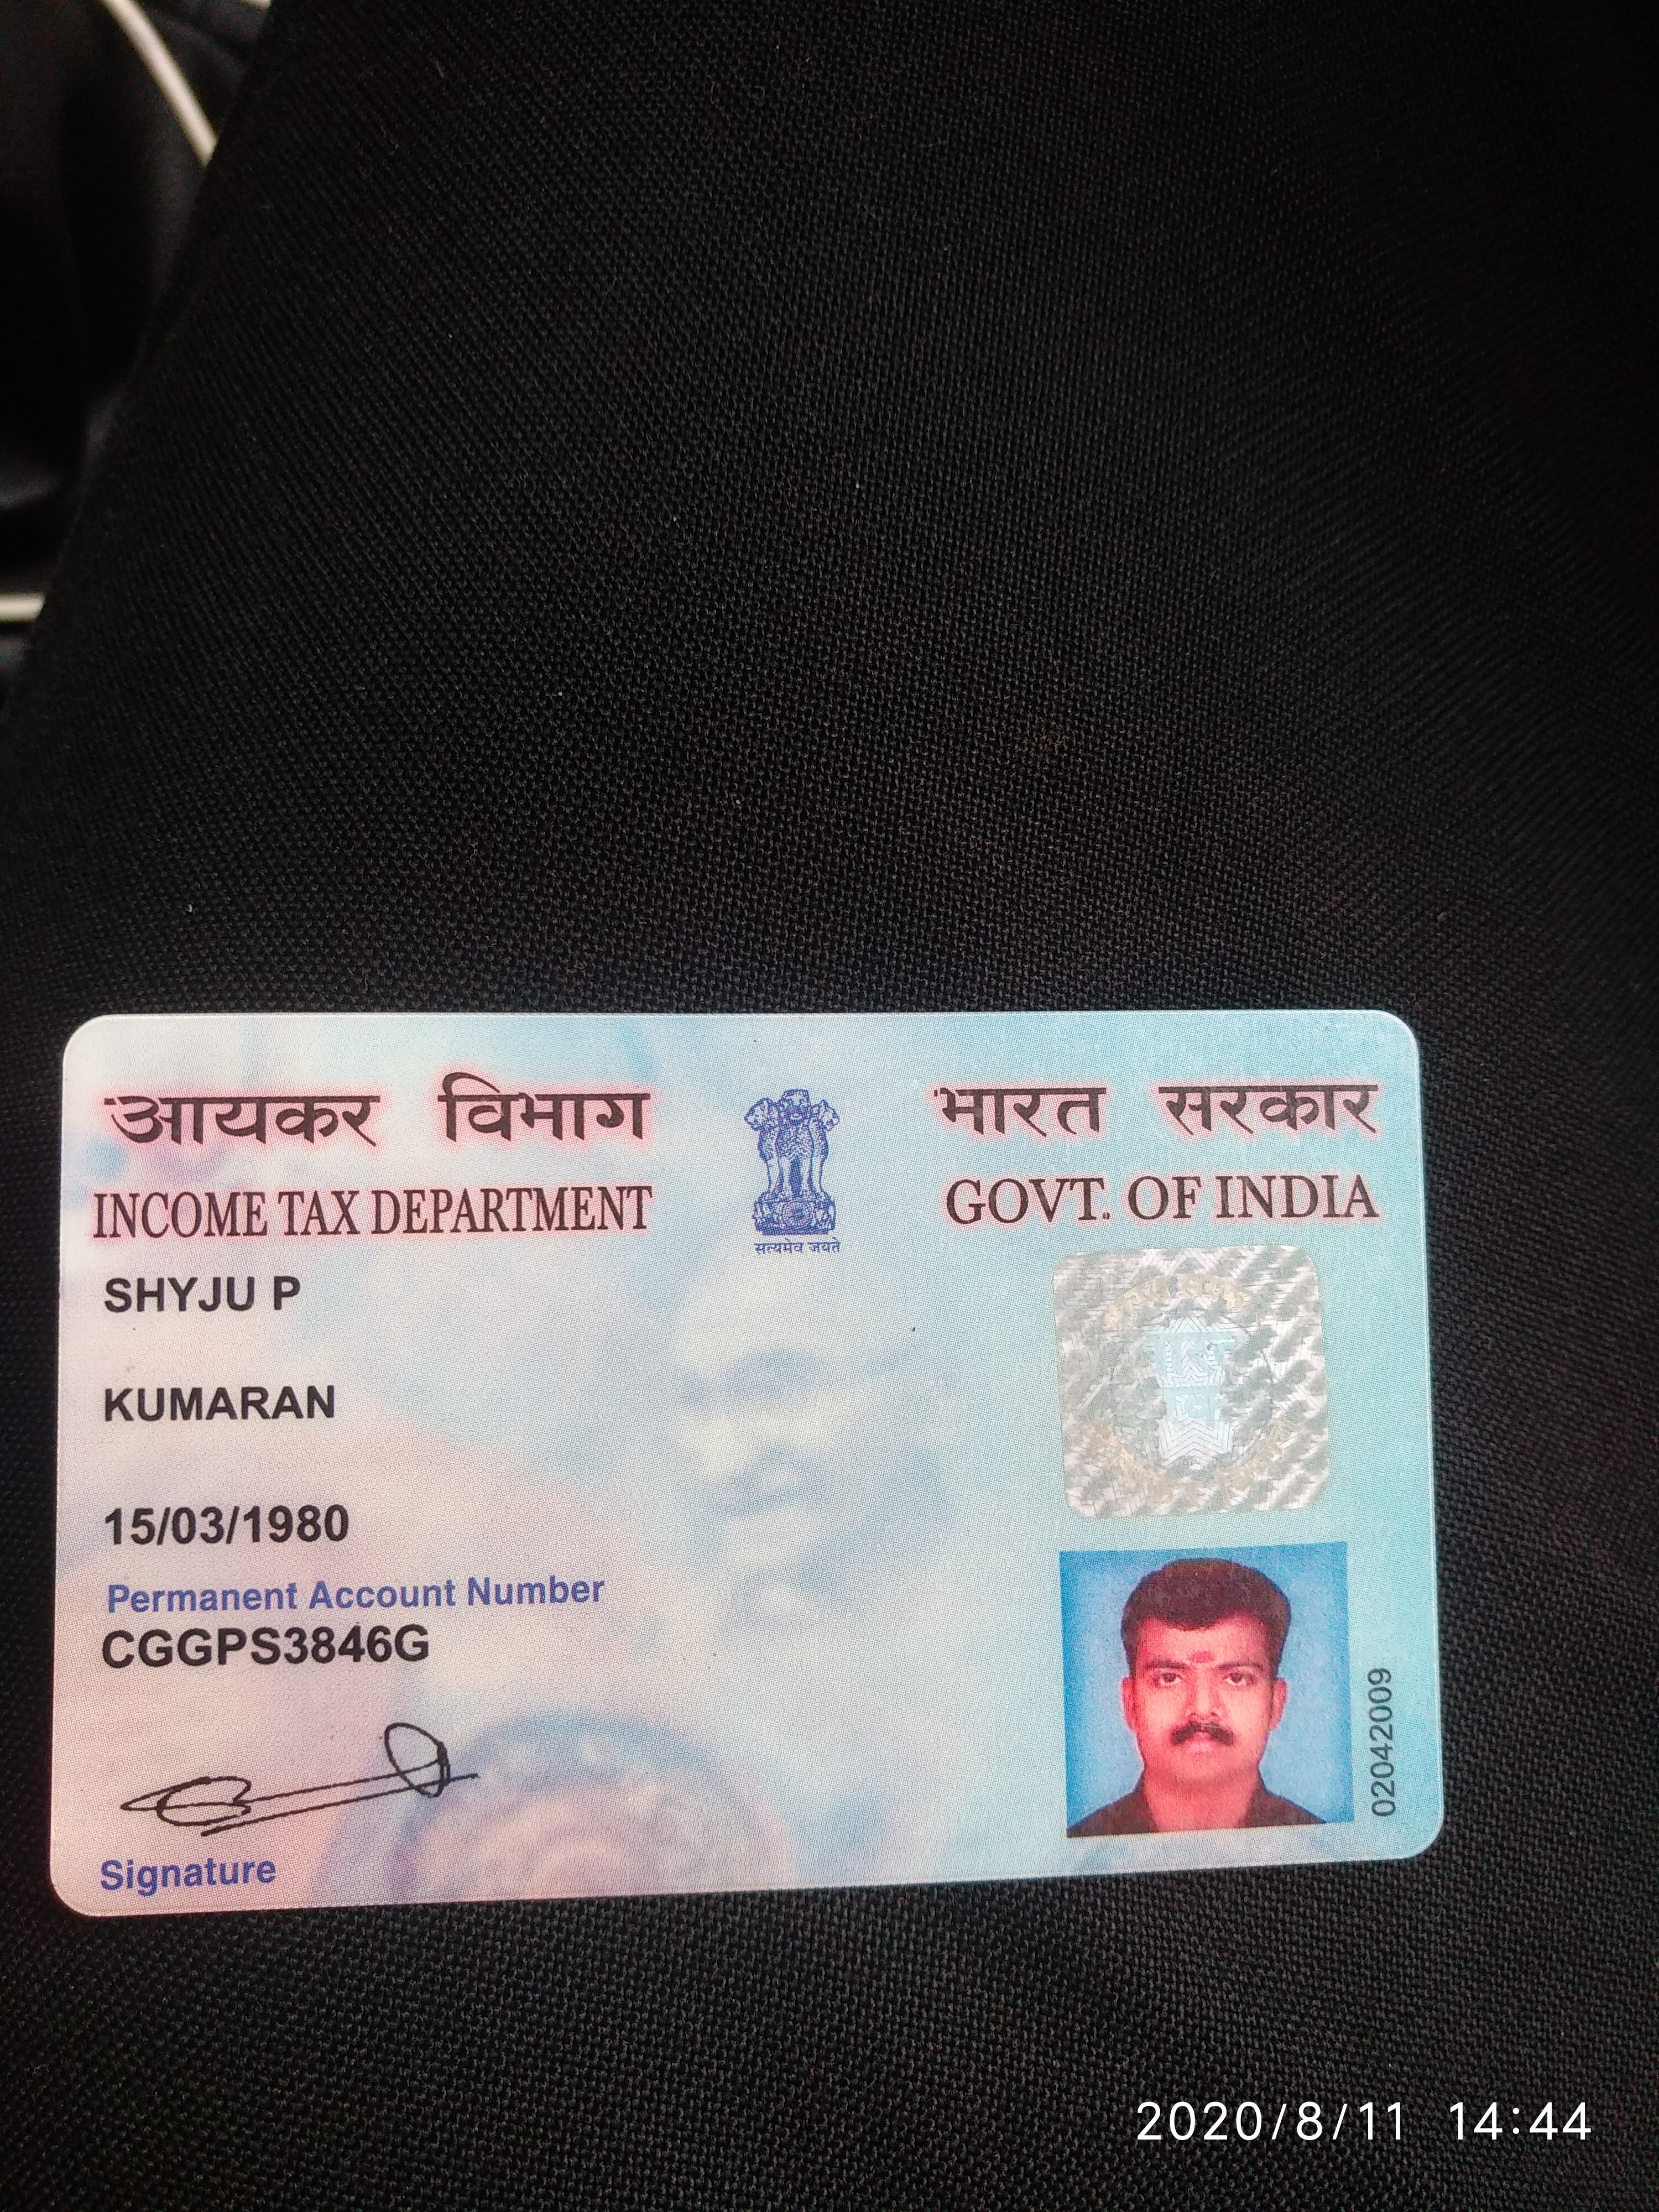 आयकर विभाग
INCOME TAX DEPARTMENT
सत्यमेव जयते
भारत सरकार
GOVT. OF INDIA
SHYJU P
KUMARAN
15/03/1980
Permanent Account Number
CGGPS3846G
Signature
02042009
2020/8/11 14:44